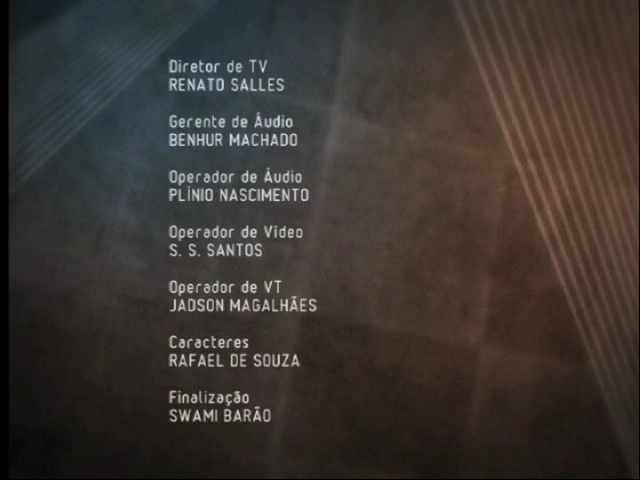 Diretor de TV
RENATO SALLES
Gerente de Áudio
BENHUR MACHADO
Operador de Áudio
PLÍNIO NASCIMENTO
Operador de Vídeo
S. S. SANTOS
Operador de VT
JADSON MAGALHÃES
Caracteres
RAFAEL DE SOUZA
Finalização
SWAMI BARÃO